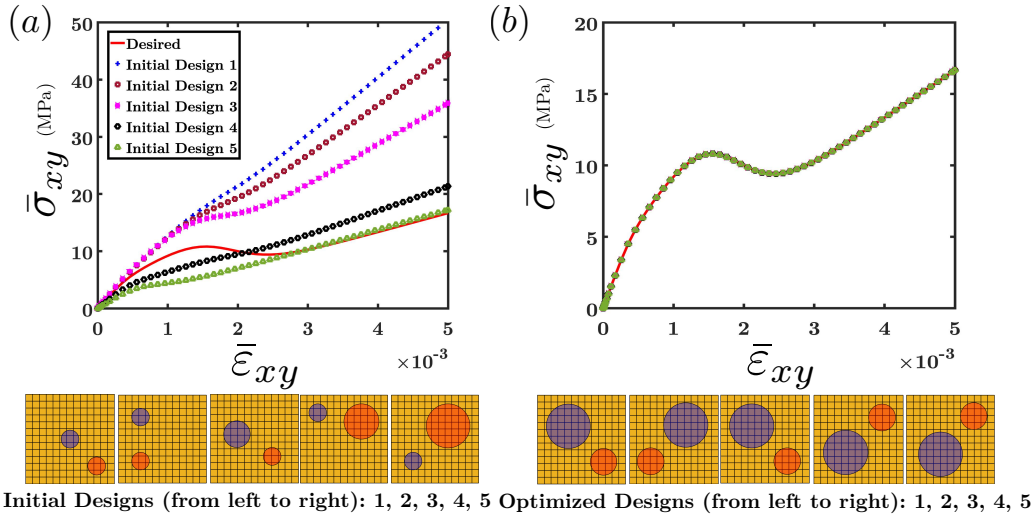 (a)
50
40
30
20
10
0
σ̄xy (MPa)
Desired
Initial Design 1
Initial Design 2
Initial Design 3
Initial Design 4
Initial Design 5
0 1 2 3 4 5
ε̄xy
×10-3
(b)
20
15
10
5
0
σ̄xy (MPa)
0 1 2 3 4 5
ε̄xy
×10-3
Initial Designs (from left to right): 1, 2, 3, 4, 5
Optimized Designs (from left to right): 1, 2, 3, 4, 5